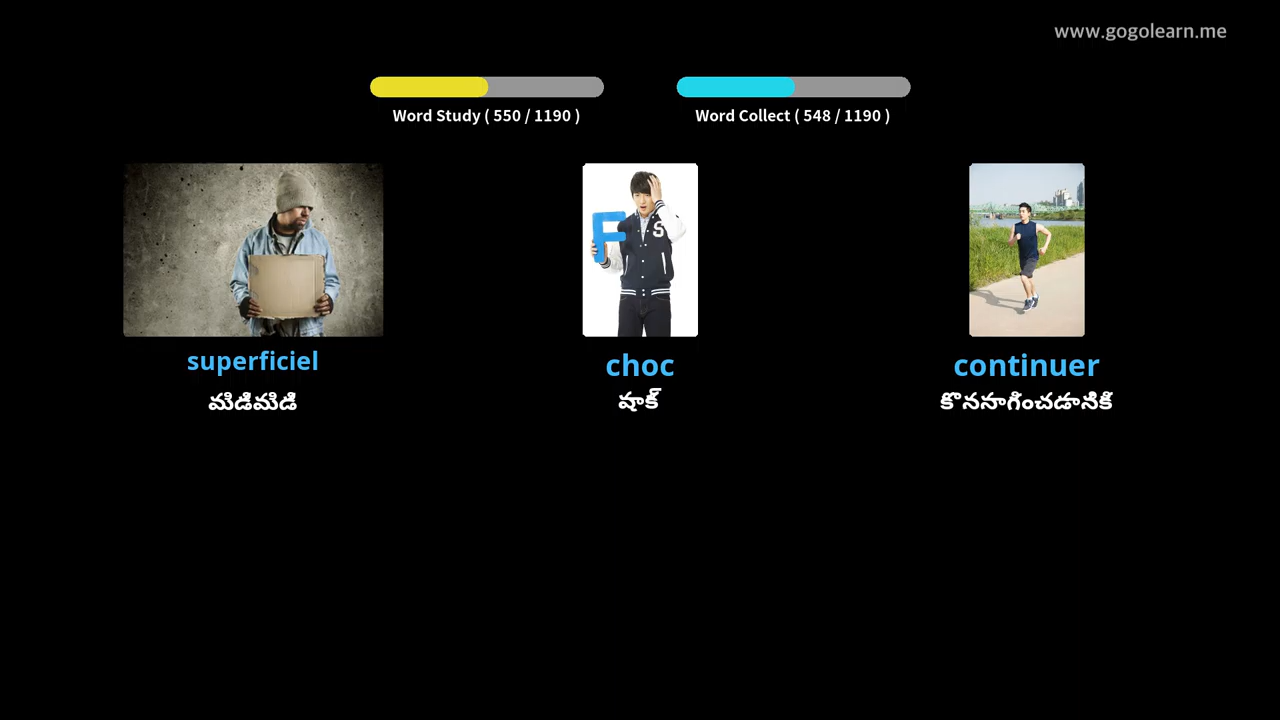 www.gogolearn.me
Word Study ( 550 / 1190 )
Word Collect ( 548 / 1190 )
F
S
superficiel
choc
continuer
మిడిమిడి
షాక్
కొనసాగించడానికి